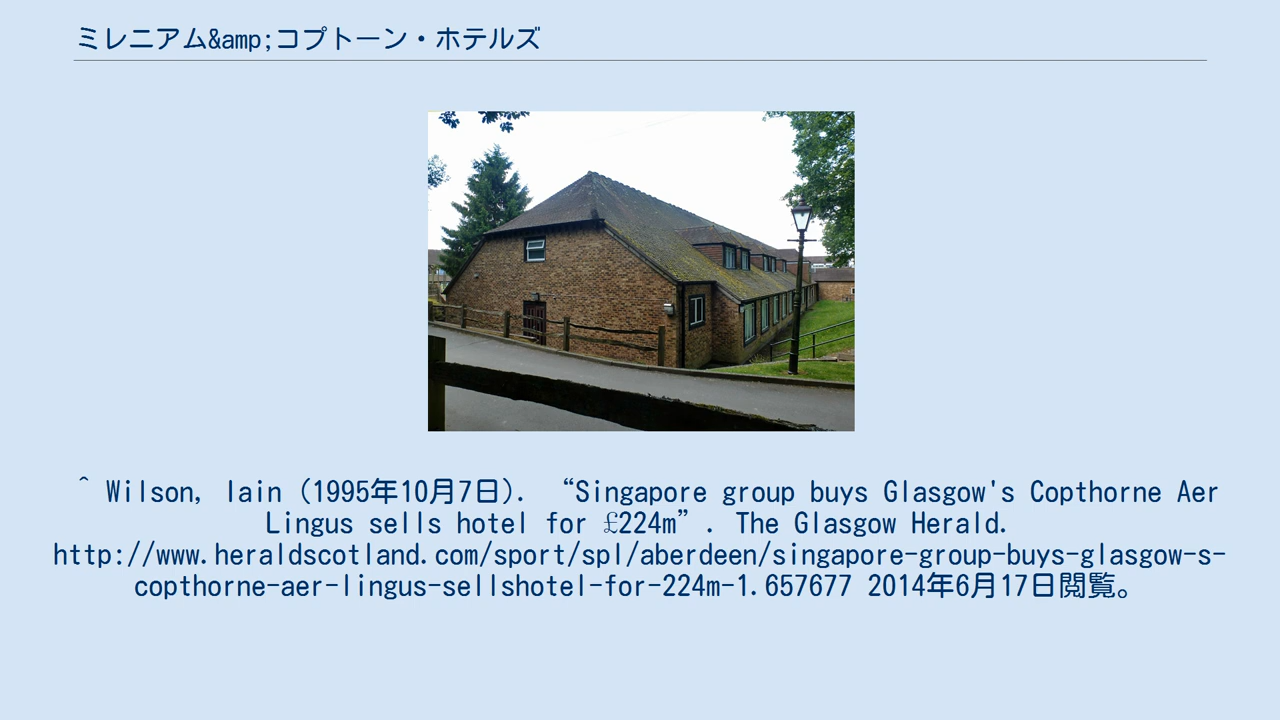 ミレニアム&amp;コプトーン・ホテルズ
^ Wilson, Iain (1995年10月7日). “Singapore group buys Glasgow's Copthorne Aer
Lingus sells hotel for £224m”. The Glasgow Herald.
http://www.heraldscotland.com/sport/spl/aberdeen/singapore-group-buys-glasgow-s-
copthorne-aer-lingus-sellshotel-for-224m-1.657677 2014年6月17日閲覧。